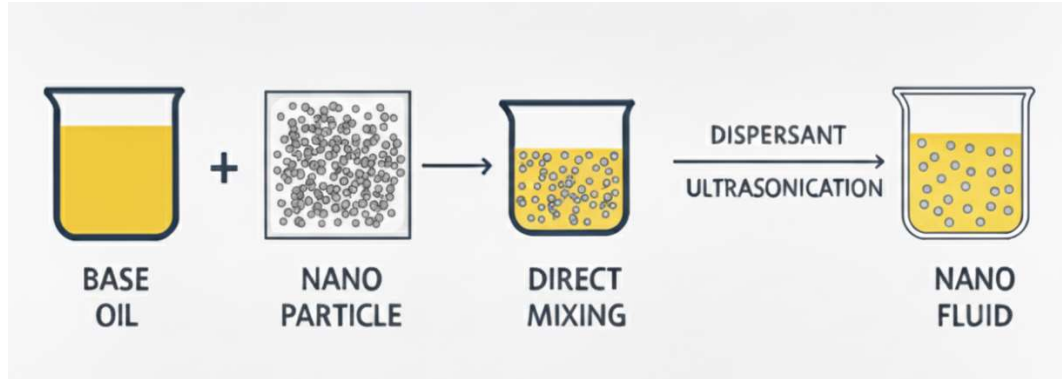 BASE
OIL
+
NANO
PARTICLE
DIRECT
MIXING
DISPERSANT
ULTRASONICATION
NANO
FLUID